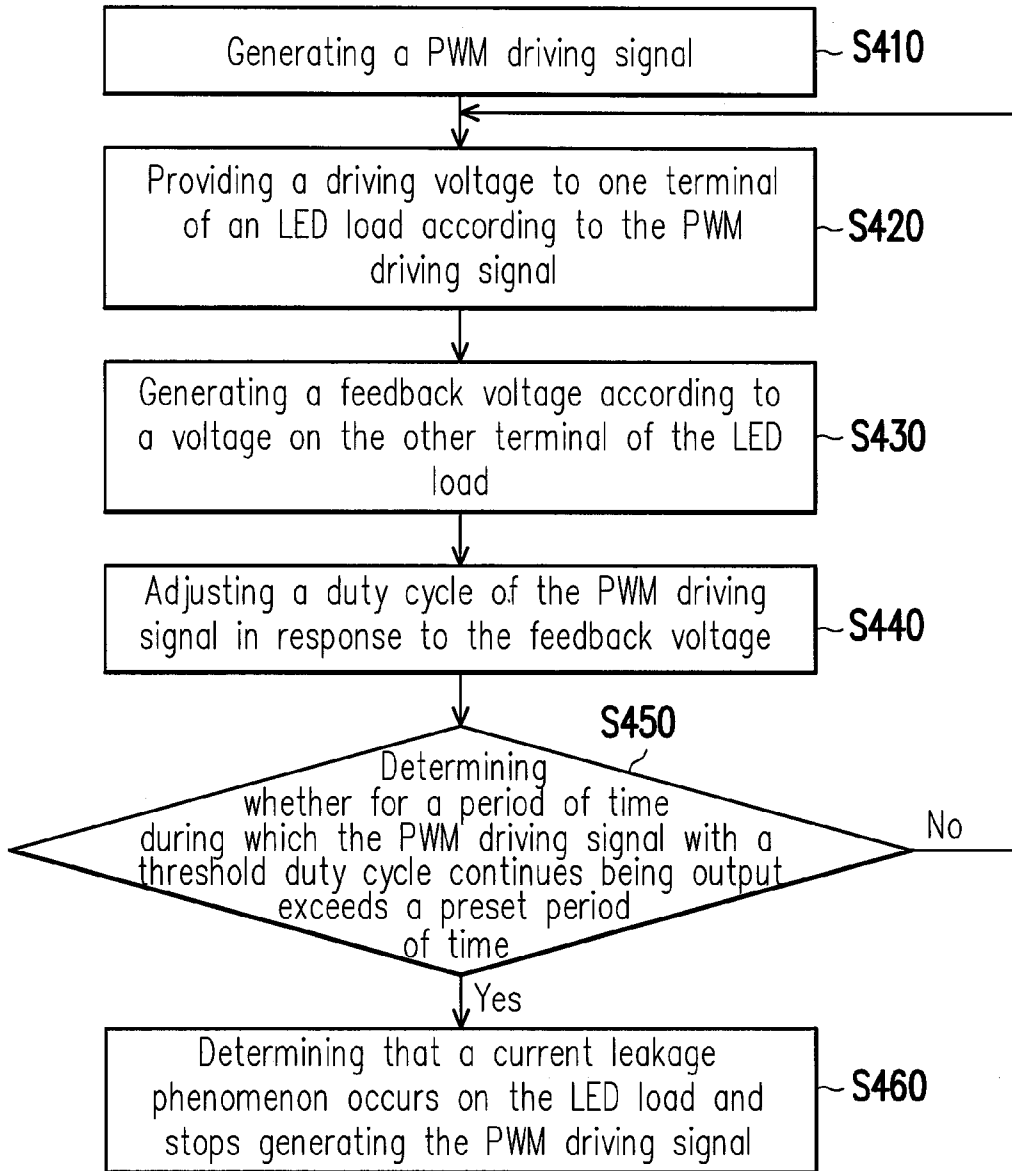 Generating a PWM driving signal
S410
Providing a driving voltage to one terminal
of an LED load according to the PWM
driving signal
S420
Generating a feedback voltage according to
a voltage on the other terminal of the LED
load
S430
Adjusting a duty cycle of the PWM driving
signal in response to the feedback voltage
S440
S450
Determining
whether for a period of time
during which the PWM driving signal with a
threshold duty cycle continues being output
exceeds a preset period
of time
No
Yes
Determining that a current leakage
phenomenon occurs on the LED load and
stops generating the PWM driving signal
S460